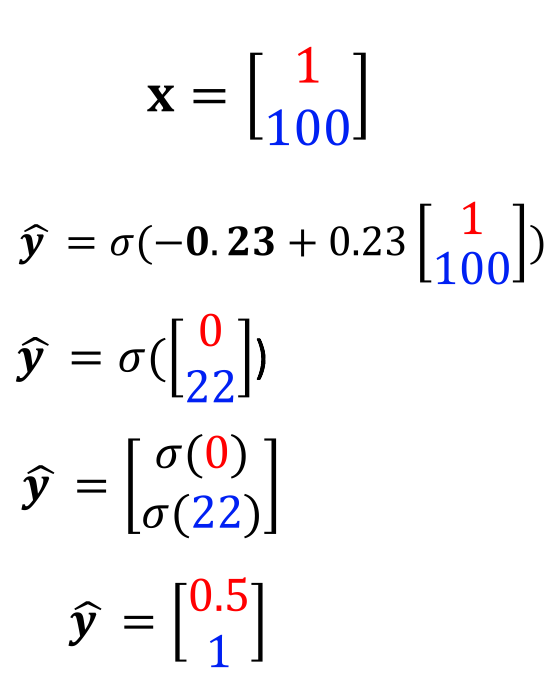 𝐱 = [1
100]
ŷ = σ(−0.23 + 0.23 [1
100])
ŷ = σ([0
22])
ŷ = [σ(0)
σ(22)]
ŷ = [0.5
1]